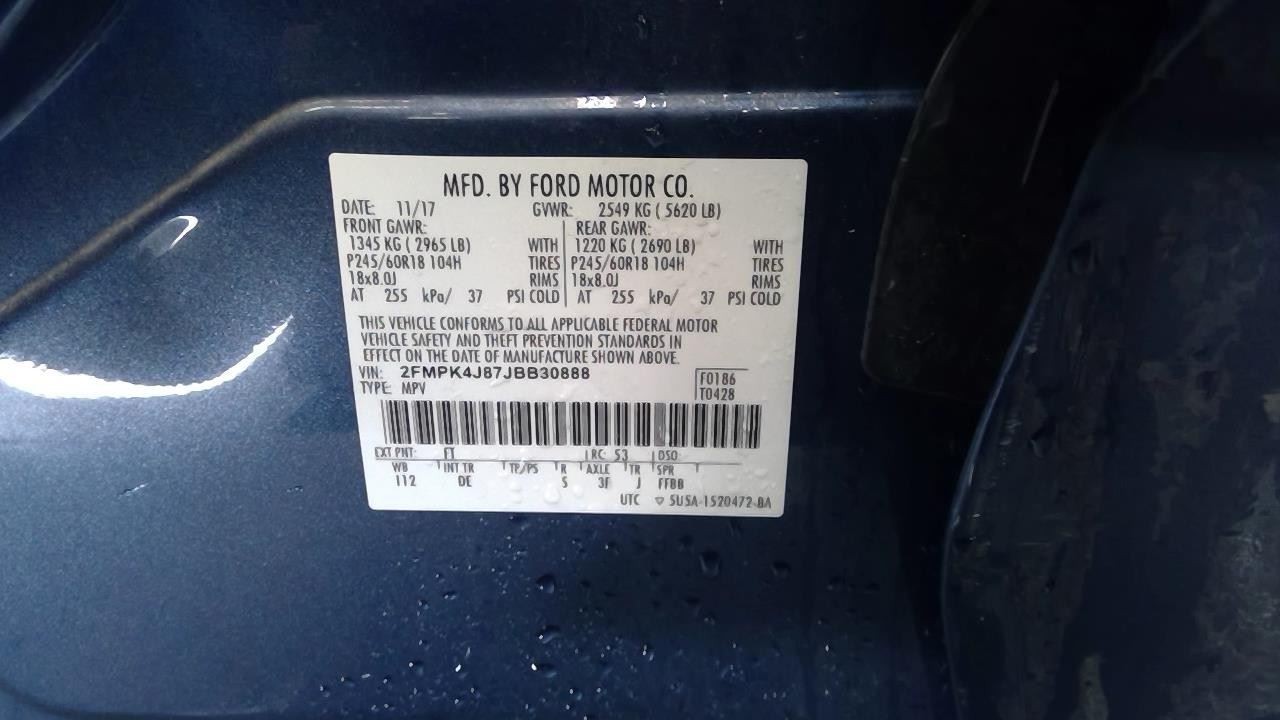 MFD. BY FORD MOTOR CO.
DATE: 11/17 GVWR: 2549 KG ( 5620 LB)
FRONT GAWR: REAR GAWR:
1345 KG ( 2965 LB) WITH 1220 KG ( 2690 LB) WITH
P245/60R18 104H TIRES P245/60R18 104H TIRES
18x8.0J RIMS 18x8.0J RIMS
AT 255 kPa/ 37 PSI COLD AT 255 kPa/ 37 PSI COLD
THIS VEHICLE CONFORMS TO ALL APPLICABLE FEDERAL MOTOR
VEHICLE SAFETY AND THEFT PREVENTION STANDARDS IN
EFFECT ON THE DATE OF MANUFACTURE SHOWN ABOVE.
VIN: 2FMPK4J87JBB30888 F0186
TYPE: MPV T0428
EXT PNT: FT RC: 53 DSO:
WB INT TR TP/PS R AXLE TR SPR
112 DE S 3F J FFBB
UTC ▽ 5U5A-1520472-BA